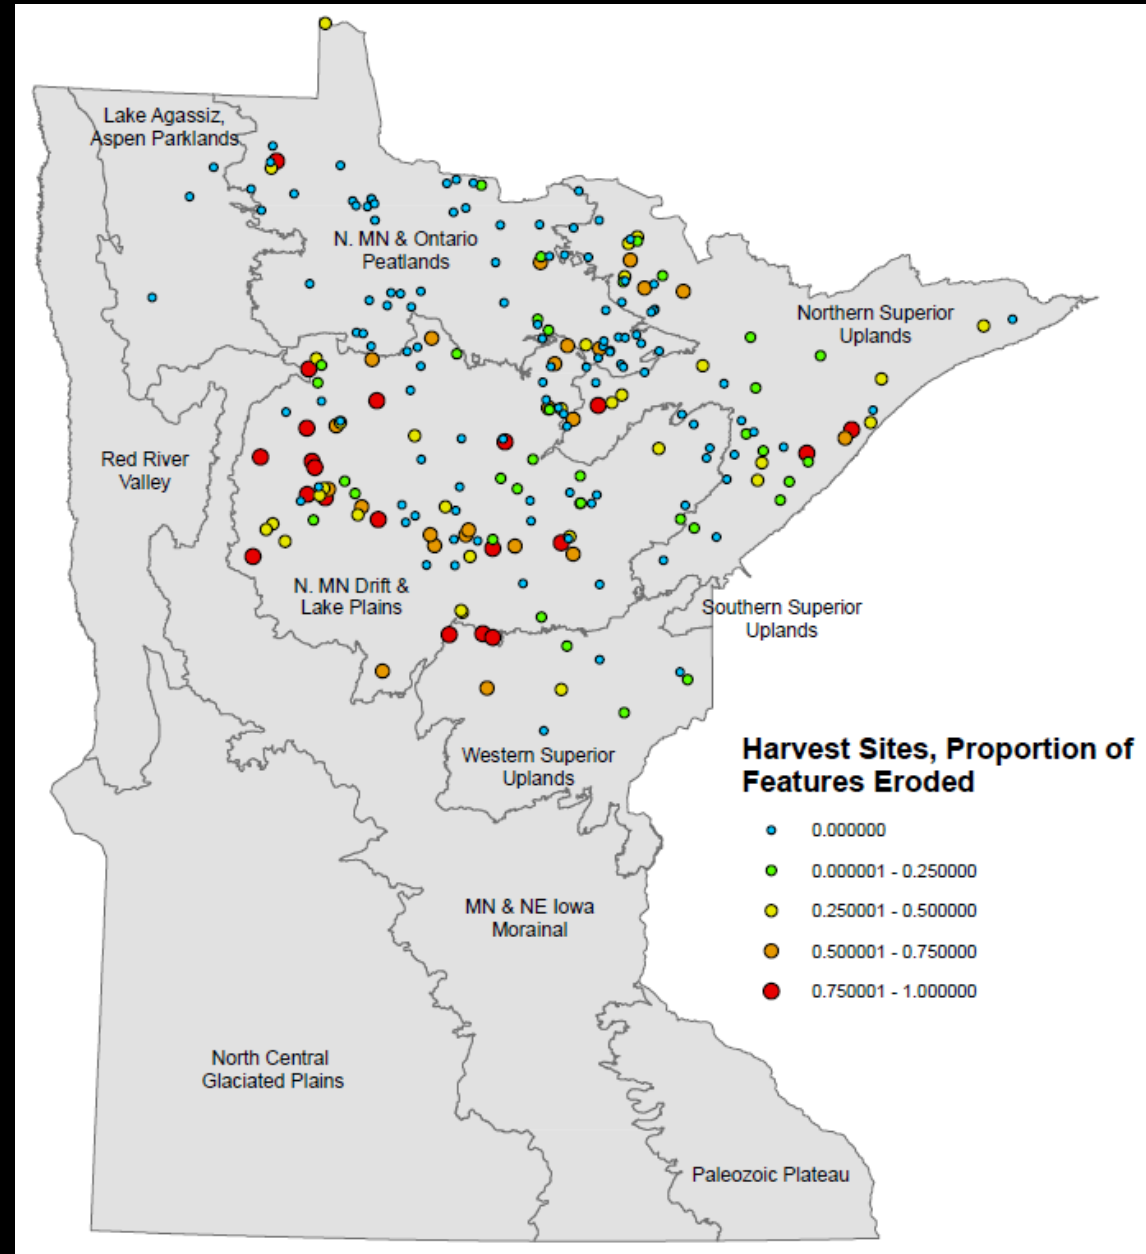 Lake Agassiz,
Aspen Parklands
N. MN & Ontario
Peatlands
Northern Superior
Uplands
Red River
Valley
N. MN Drift &
Lake Plains
Southern Superior
Uplands
Western Superior
Uplands
Harvest Sites, Proportion of
Features Eroded
0.000000
0.000001 - 0.250000
0.250001 - 0.500000
0.500001 - 0.750000
0.750001 - 1.000000
MN & NE Iowa
Morainal
North Central
Glaciated Plains
Paleozoic Plateau